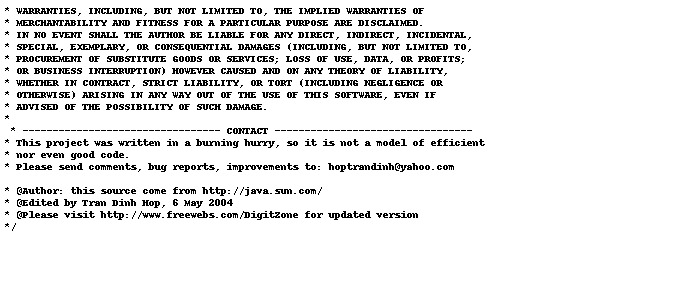 * WARRANTIES, INCLUDING, BUT NOT LIMITED TO, THE IMPLIED WARRANTIES OF
* MERCHANTABILITY AND FITNESS FOR A PARTICULAR PURPOSE ARE DISCLAIMED.
* IN NO EVENT SHALL THE AUTHOR BE LIABLE FOR ANY DIRECT, INDIRECT, INCIDENTAL,
* SPECIAL, EXEMPLARY, OR CONSEQUENTIAL DAMAGES (INCLUDING, BUT NOT LIMITED TO,
* PROCUREMENT OF SUBSTITUTE GOODS OR SERVICES; LOSS OF USE, DATA, OR PROFITS;
* OR BUSINESS INTERRUPTION) HOWEVER CAUSED AND ON ANY THEORY OF LIABILITY,
* WHETHER IN CONTRACT, STRICT LIABILITY, OR TORT (INCLUDING NEGLIGENCE OR
* OTHERWISE) ARISING IN ANY WAY OUT OF THE USE OF THIS SOFTWARE, EVEN IF
* ADVISED OF THE POSSIBILITY OF SUCH DAMAGE.
*
* --------------------------------- CONTACT ---------------------------------
* This project was written in a burning hurry, so it is not a model of efficient
* nor even good code.
* Please send comments, bug reports, improvements to: hoptrandinh@yahoo.com
* @Author: this source come from http://java.sun.com/
* @Edited by Tran Dinh Hop, 6 May 2004
* @Please visit http://www.freewebs.com/DigitZone for updated version
*/